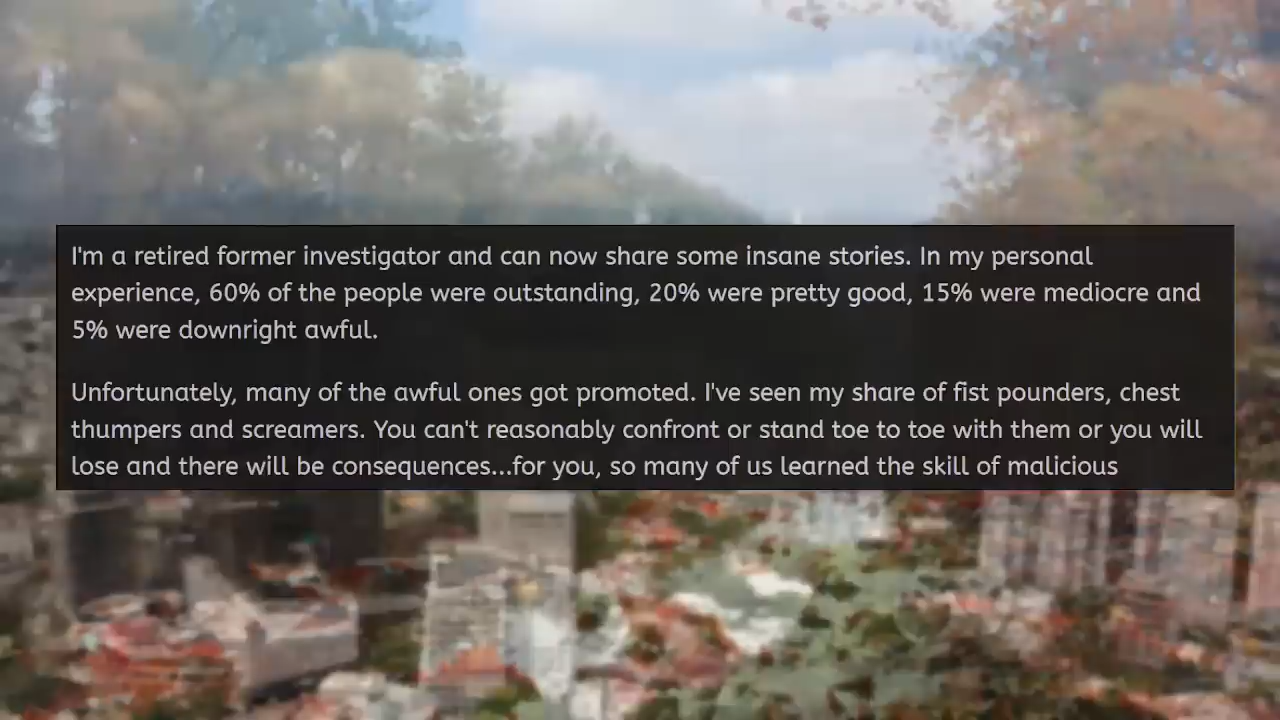 I'm a retired former investigator and can now share some insane stories. In my personal
experience, 60% of the people were outstanding, 20% were pretty good, 15% were mediocre and
5% were downright awful.
Unfortunately, many of the awful ones got promoted. I've seen my share of fist pounders, chest
thumpers and screamers. You can't reasonably confront or stand toe to toe with them or you will
lose and there will be consequences...for you, so many of us learned the skill of malicious